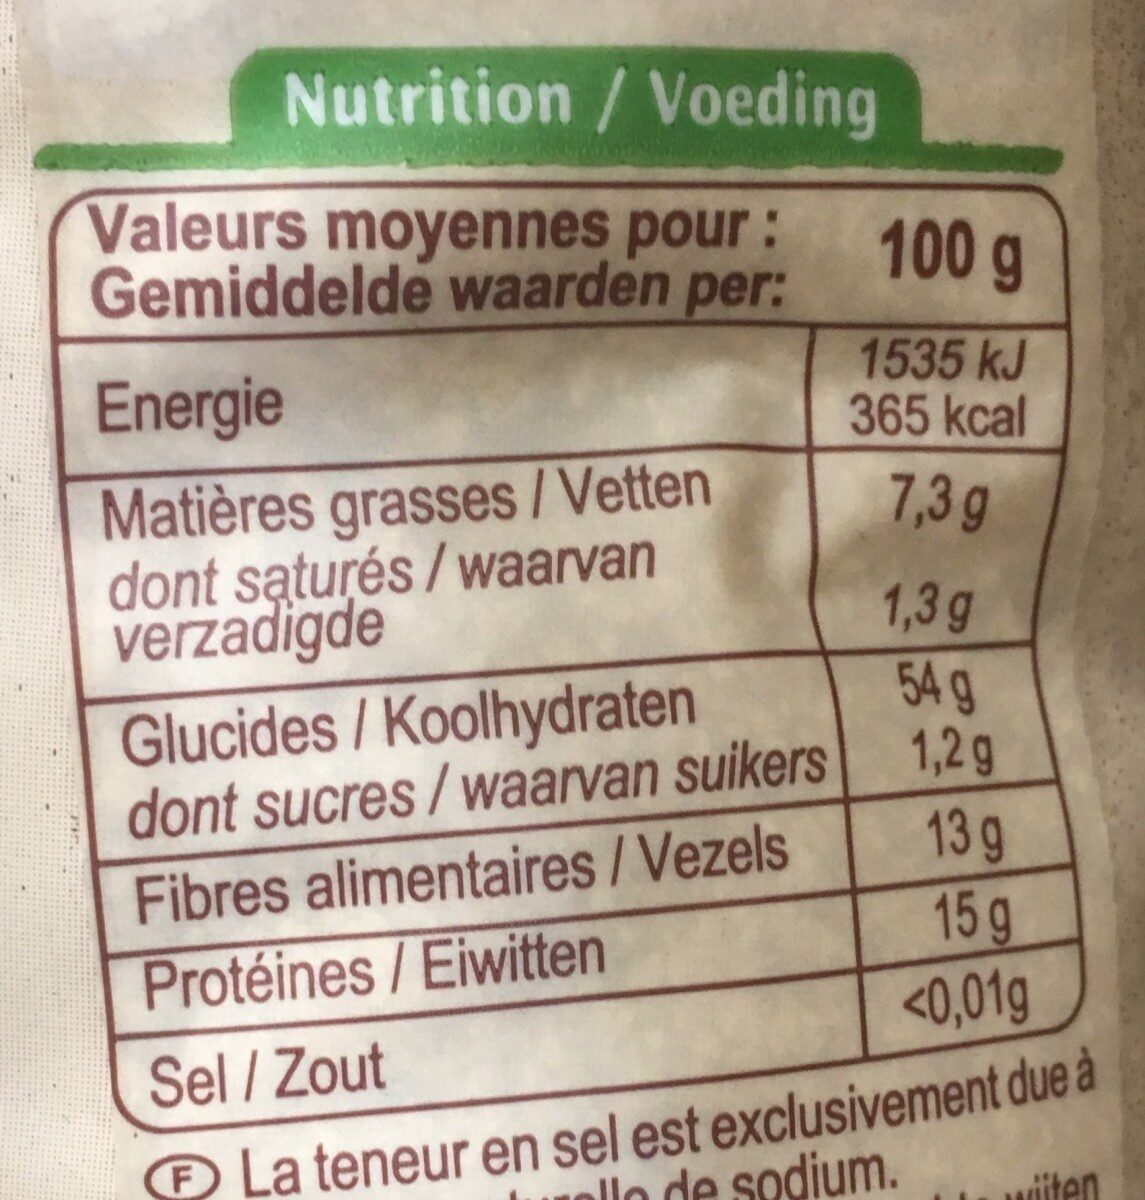 Nutrition / Voeding
Valeurs moyennes pour : 100 g
Gemiddelde waarden per:
Energie 1535 kJ
365 kcal
Matières grasses / Vetten 7,3 g
dont saturés / waarvan
verzadigde 1,3 g
Glucides / Koolhydraten 54 g
dont sucres / waarvan suikers 1,2 g
Fibres alimentaires / Vezels 13 g
Protéines / Eiwitten 15 g
Sel / Zout <0,01g
F La teneur en sel est exclusivement due à
de sodium.